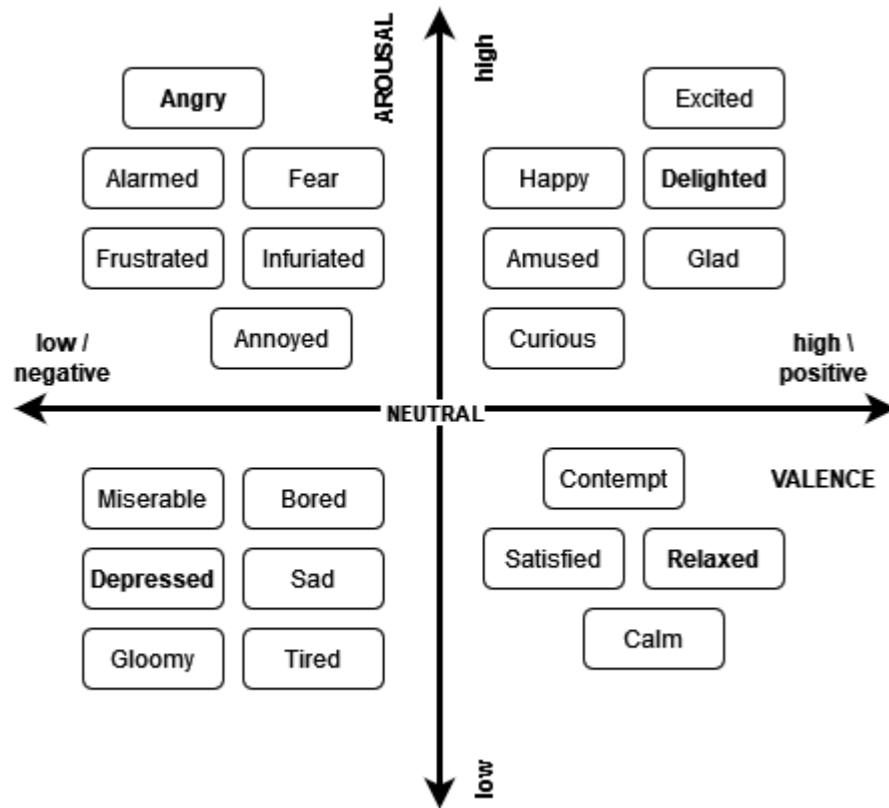 AROUSAL
high
Angry
Excited
Alarmed
Fear
Happy
Delighted
Frustrated
Infuriated
Amused
Glad
Annoyed
Curious
low /
negative
high \
positive
NEUTRAL
Contempt
VALENCE
Miserable
Bored
Satisfied
Relaxed
Depressed
Sad
Calm
Gloomy
Tired
low